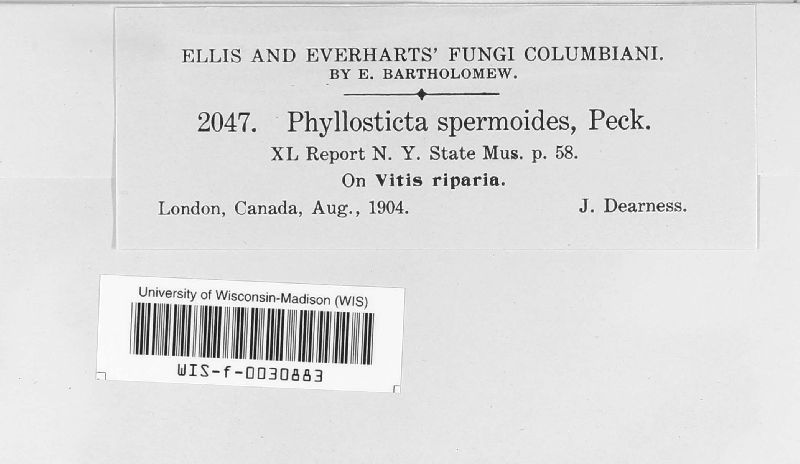 ELLIS AND EVERHARTS' FUNGI COLUMBIANI.
BY E. BARTHOLOMEW.
2047. Phyllosticta spermoides, Peck.
XL Report N. Y. State Mus. p. 58.
On Vitis riparia.
London, Canada, Aug., 1904. J. Dearness.
University of Wisconsin-Madison (WIS)
WIS-f-0030883